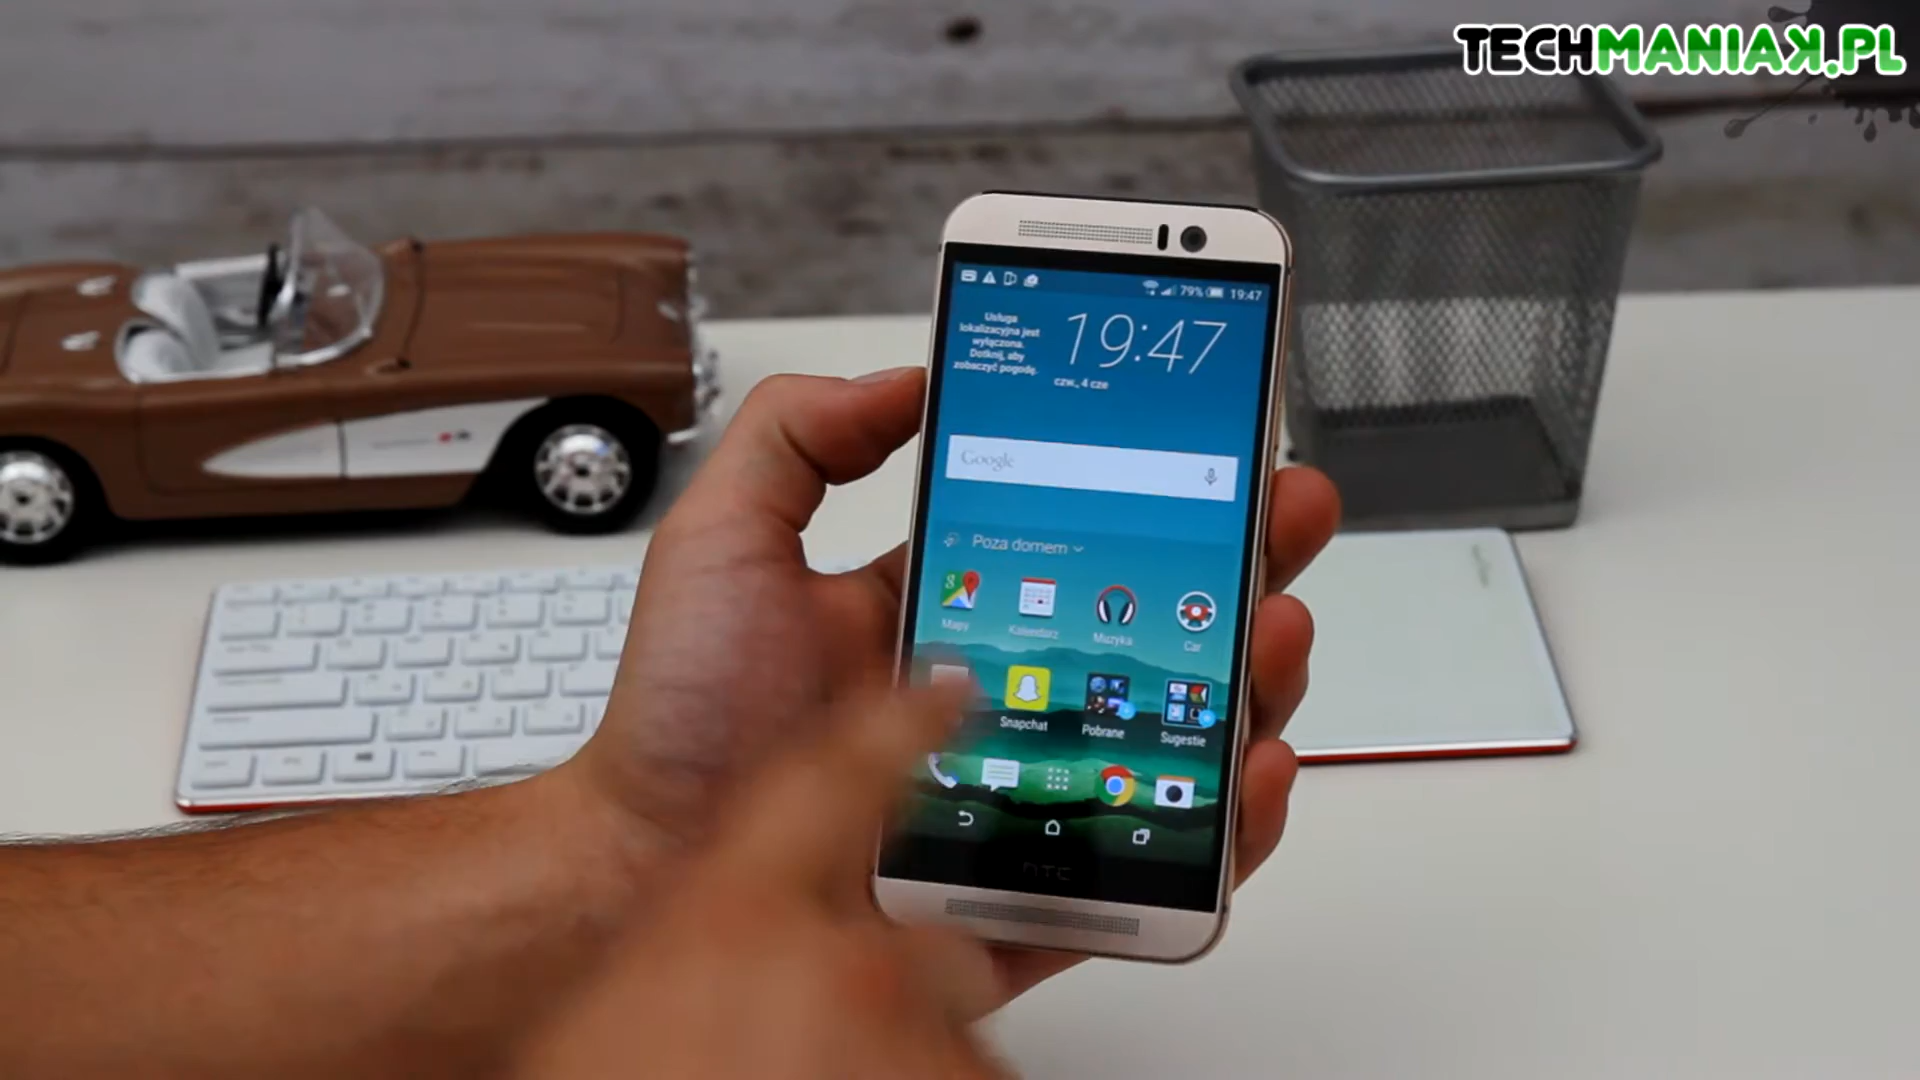 TECHMANIAK.PL
79% 19:47
Usługa
lokalizacyjna jest
wyłączona.
Dotknij, aby
zobaczyć pogodę.
19:47
czw., 4 cze
Google
Poza domem
Mapy
Kalendarz
Muzyka
Car
Snapchat
Pobrane
Sugestie
hTC